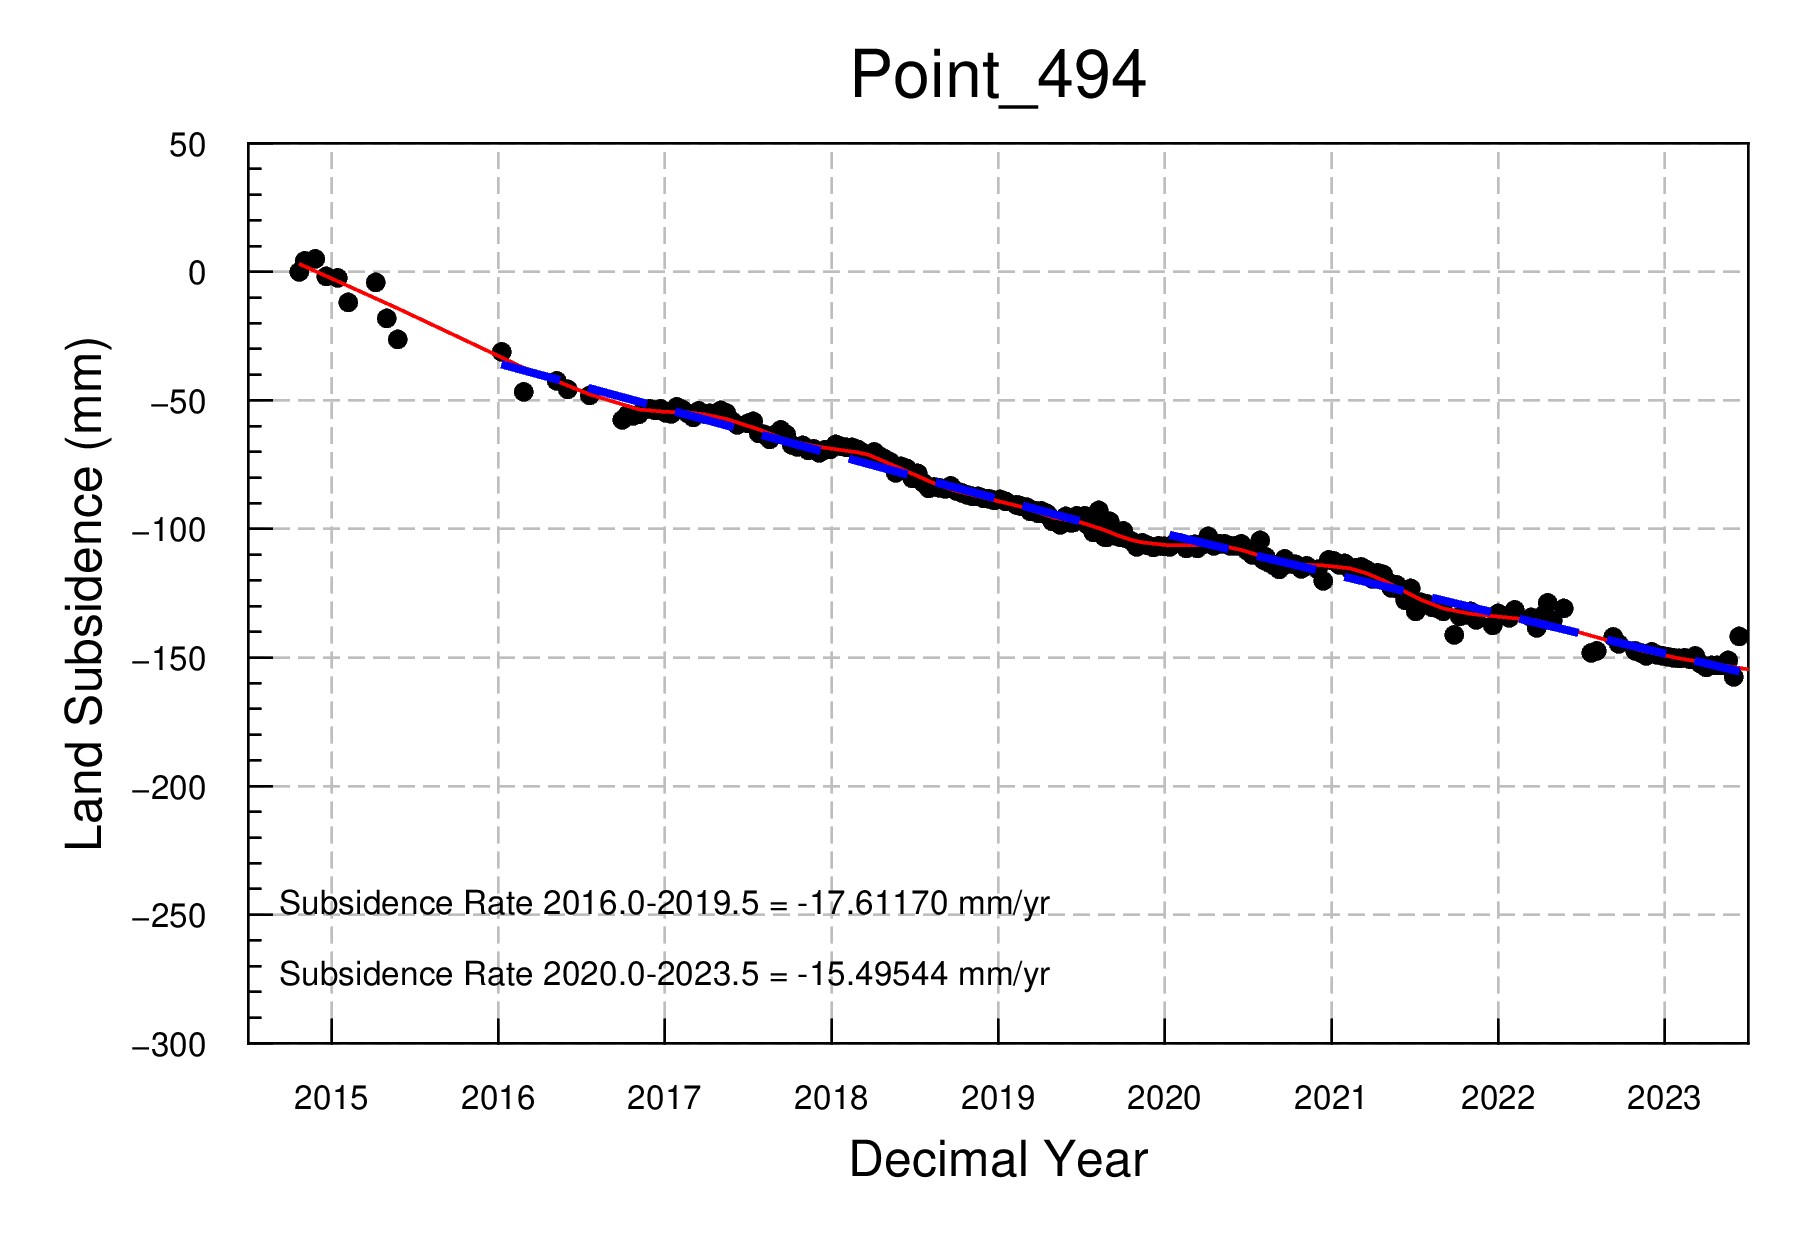 Point_494
50
0
−50
−100
−150
−200
−250
−300
Land Subsidence (mm)
Subsidence Rate 2016.0-2019.5 = -17.61170 mm/yr
Subsidence Rate 2020.0-2023.5 = -15.49544 mm/yr
2015 2016 2017 2018 2019 2020 2021 2022 2023
Decimal Year